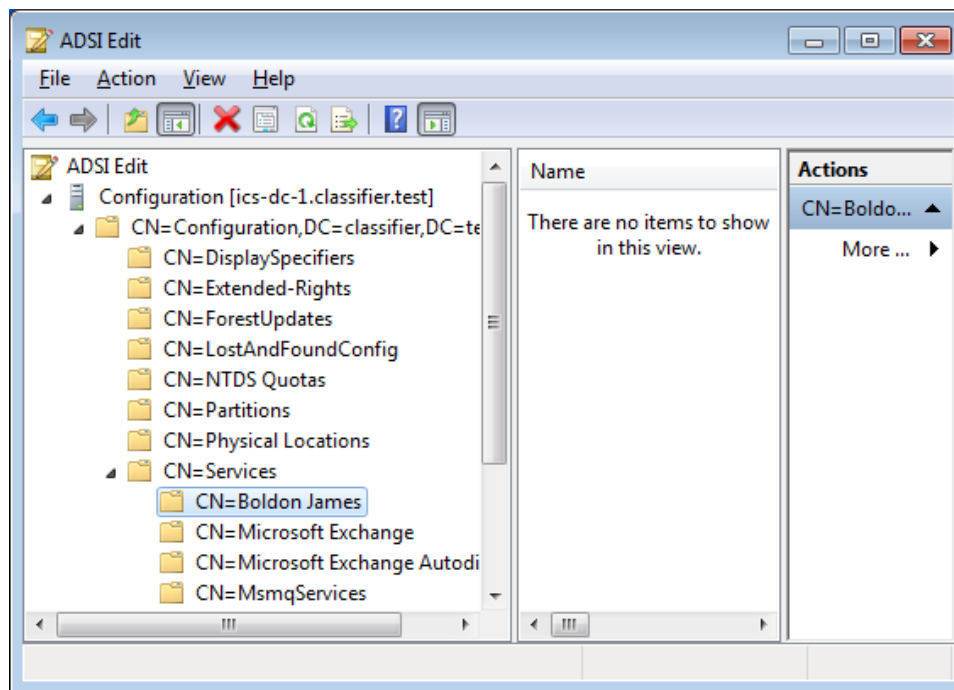 ADSI Edit
File Action View Help
ADSI Edit
Configuration [ics-dc-1.classifier.test]
CN=Configuration,DC=classifier,DC=te
CN=DisplaySpecifiers
CN=Extended-Rights
CN=ForestUpdates
CN=LostAndFoundConfig
CN=NTDS Quotas
CN=Partitions
CN=Physical Locations
CN=Services
CN=Boldon James
CN=Microsoft Exchange
CN=Microsoft Exchange Autodi
CN=MsmqServices
Name
There are no items to show
in this view.
Actions
CN=Boldo...
More ...